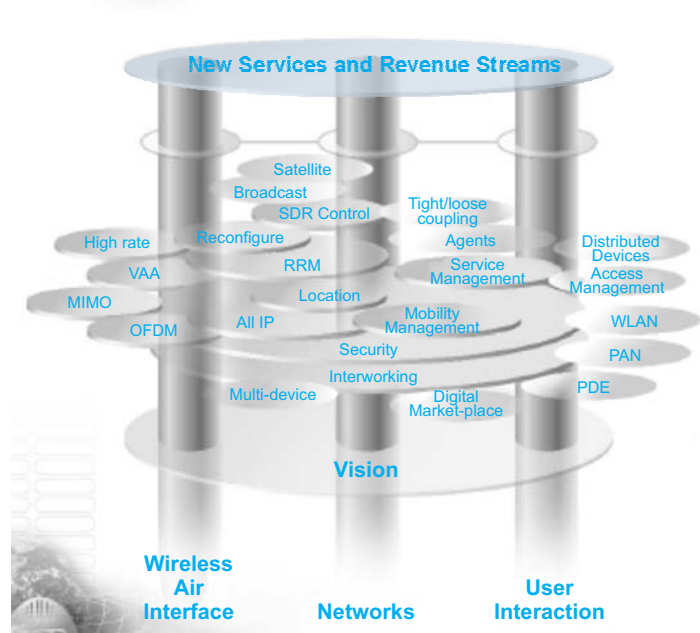 New Services and Revenue Streams
Satellite
Broadcast
SDR Control
Tight/loose
coupling
High rate
Reconfigure
Agents
Distributed
Devices
VAA
RRM
Service
Management
Access
Management
MIMO
Location
OFDM
All IP
Mobility
Management
WLAN
Security
PAN
Interworking
Multi-device
Digital
Market-place
PDE
Vision
Wireless
Air
Interface
Networks
User
Interaction